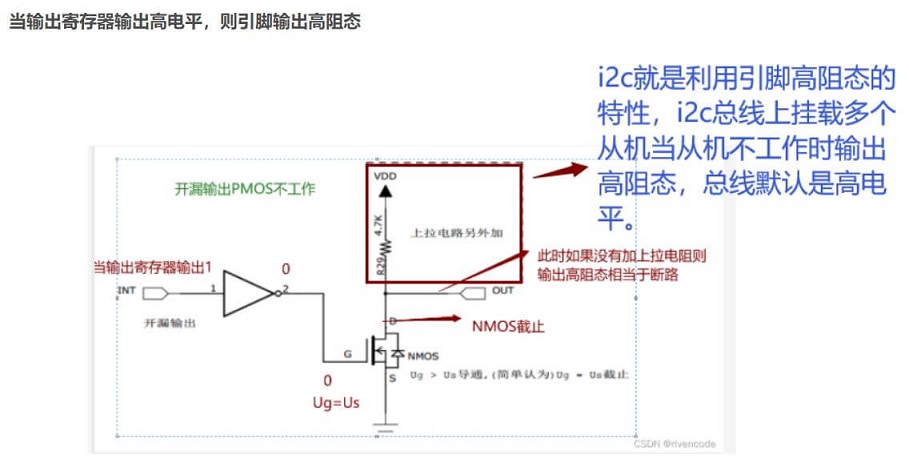 当输出寄存器输出高电平，则引脚输出高阻态
i2c就是利用引脚高阻态的
特性，i2c总线上挂载多个
从机当从机不工作时输出
高阻态，总线默认是高电
平。
开漏输出PMOS不工作
VDD
4.7K
R29
上拉电路另外加
此时如果没有加上拉电阻则
输出高阻态相当于断路
当输出寄存器输出1
0
INT
1
2
OUT
开漏输出
D
NMOS截止
G
NMOS
S
Ug > Us导通,(简单认为)Ug = Us截止
0
Ug=Us
CSDN @rivencode